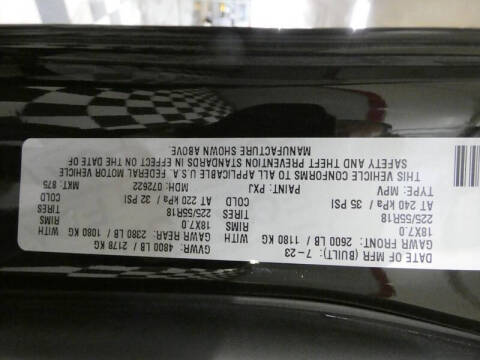 DATE OF MFR (BUILT): 7-23
GVWR: 4800 LB / 2178 KG
GAWR FRONT: 2600 LB 1180 KG WITH
GAWR REAR: 2380 LB 1080 KG WITH
18X7.0 RIMS
18X7.0 RIMS
225/55R18 TIRES
225/55R18 TIRES
AT 240 kPa / 35 PSI COLD
AT 220 kPa / 32 PSI COLD
TYPE: MPV PAINT: PXJ MDH: 072622 MKT: 875
THIS VEHICLE CONFORMS TO ALL APPLICABLE U.S.A. FEDERAL MOTOR VEHICLE
SAFETY AND THEFT PREVENTION STANDARDS IN EFFECT ON THE DATE OF
MANUFACTURE SHOWN ABOVE.